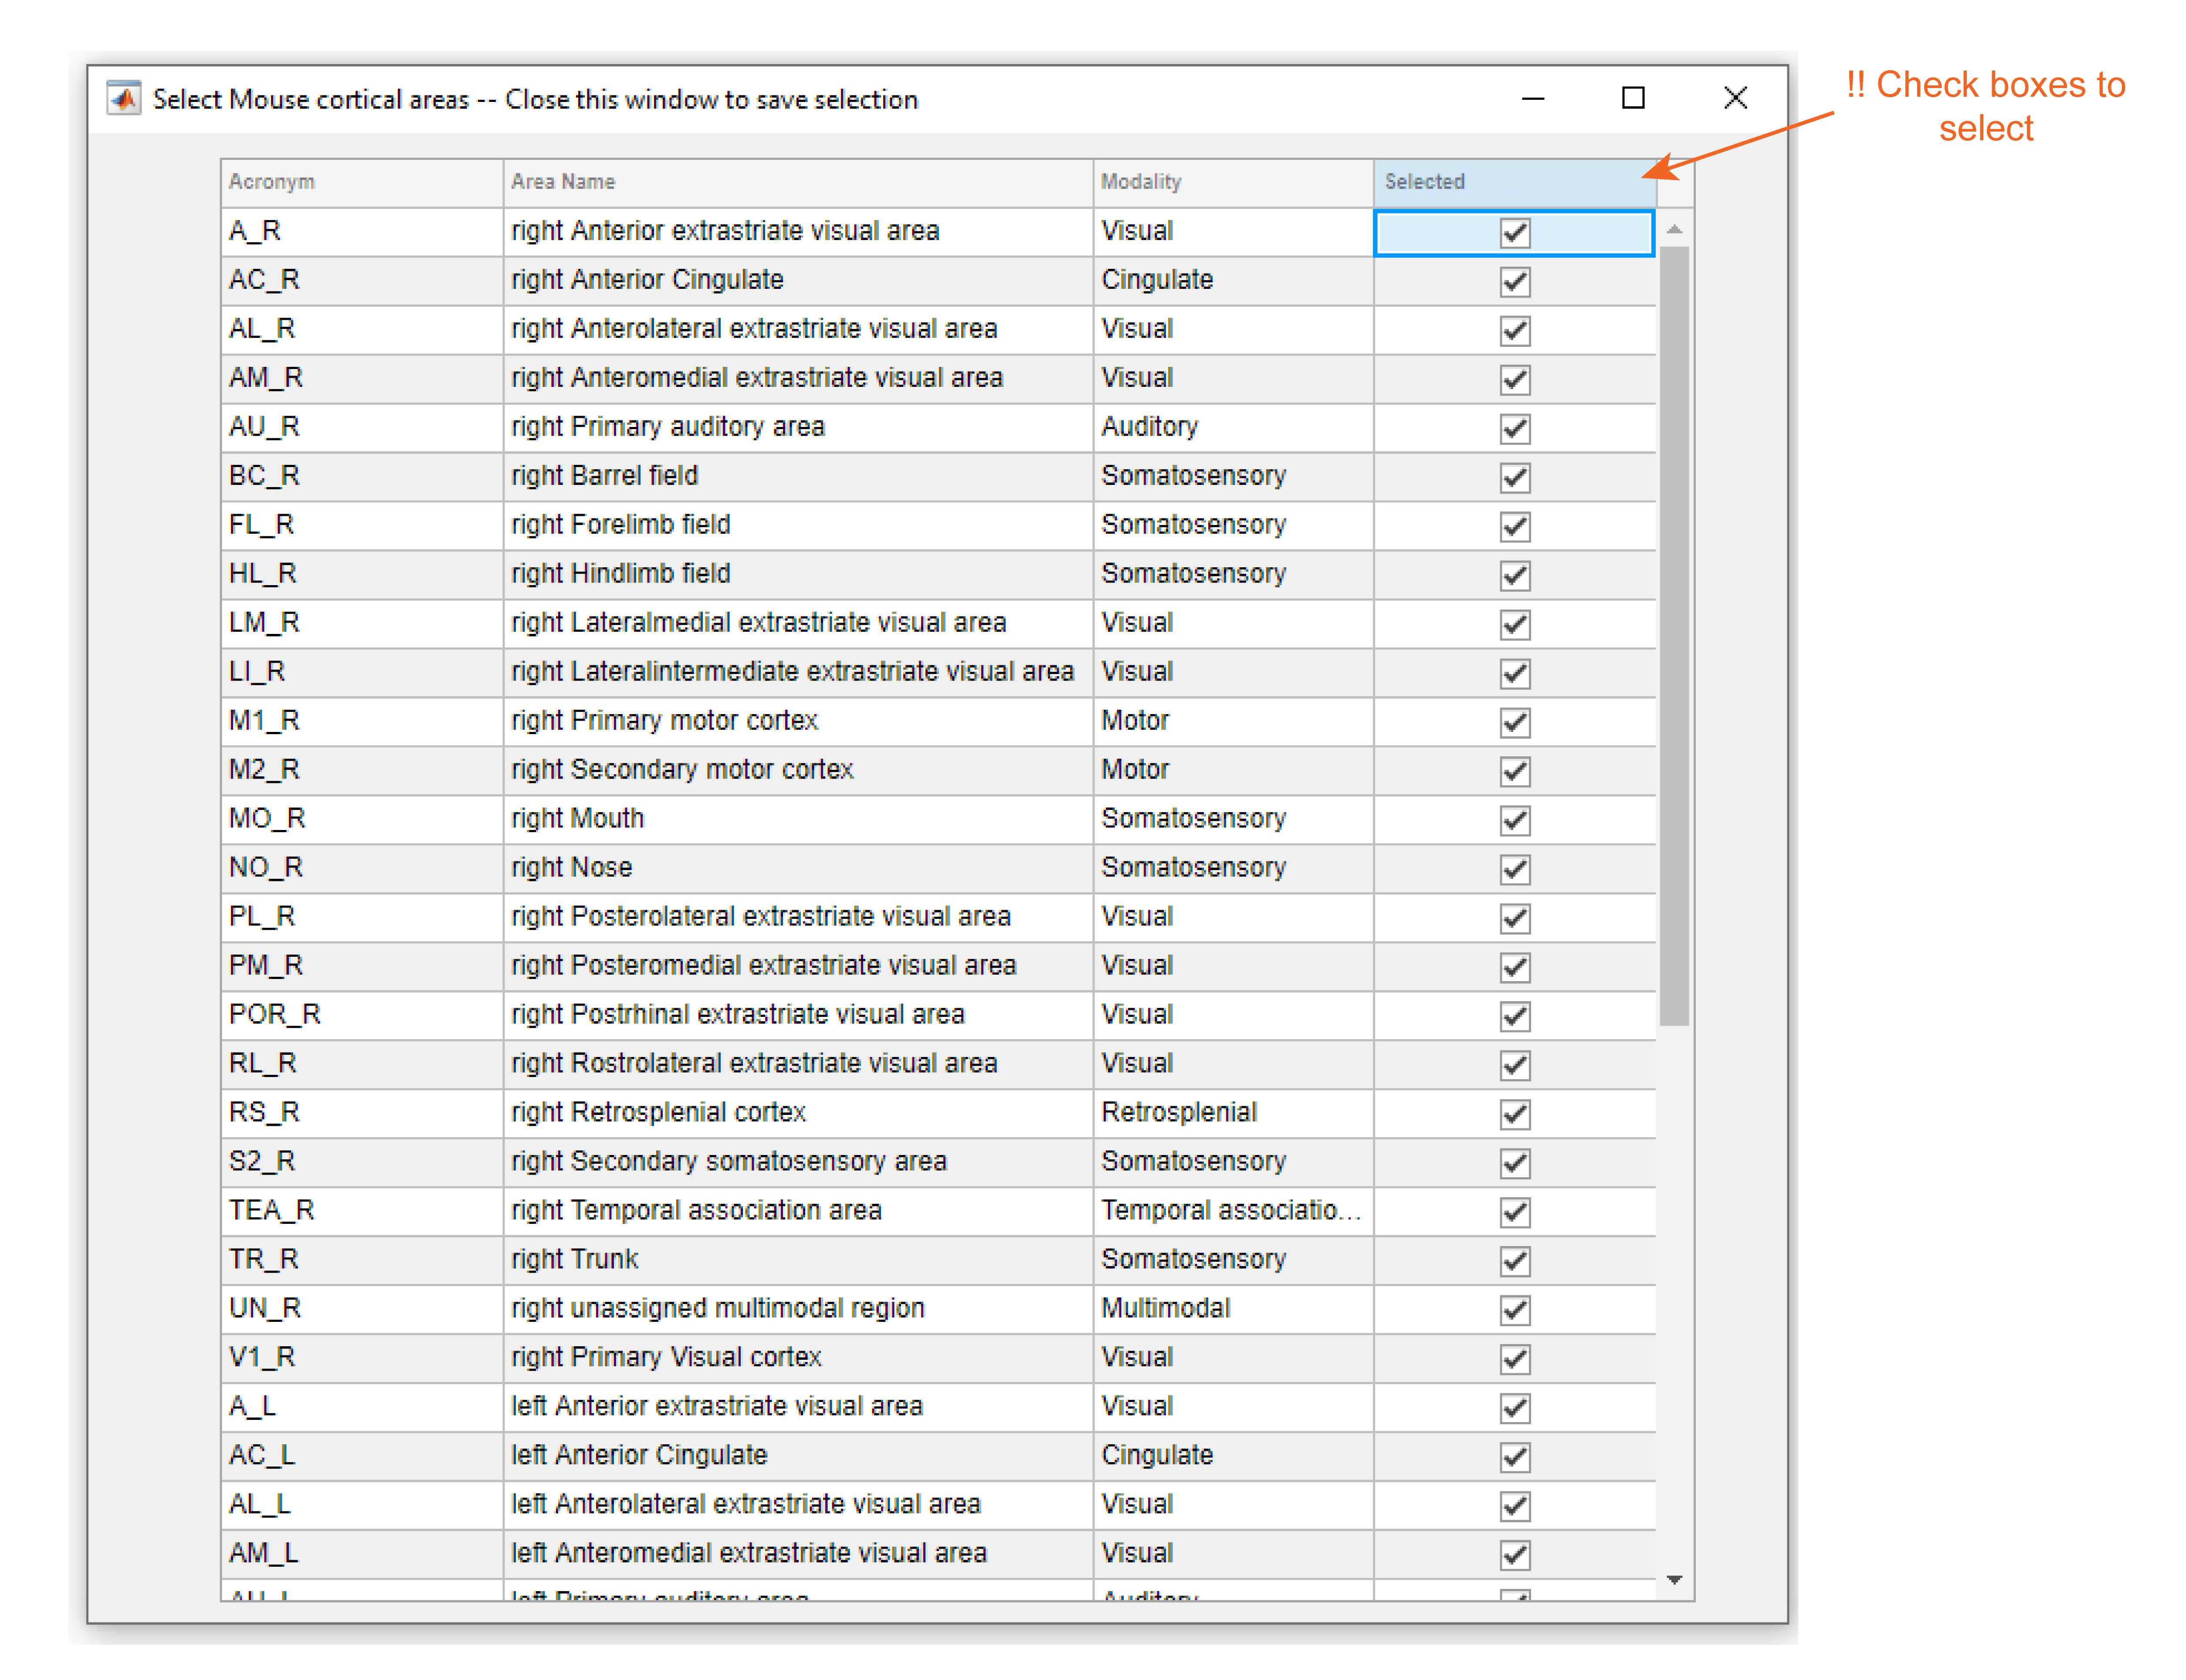 Select Mouse cortical areas -- Close this window to save selection
!! Check boxes to
select
Acronym Area Name Modality Selected
A_R right Anterior extrastriate visual area Visual
AC_R right Anterior Cingulate Cingulate
AL_R right Anterolateral extrastriate visual area Visual
AM_R right Anteromedial extrastriate visual area Visual
AU_R right Primary auditory area Auditory
BC_R right Barrel field Somatosensory
FL_R right Forelimb field Somatosensory
HL_R right Hindlimb field Somatosensory
LM_R right Lateralmedial extrastriate visual area Visual
LI_R right Lateralintermediate extrastriate visual area Visual
M1_R right Primary motor cortex Motor
M2_R right Secondary motor cortex Motor
MO_R right Mouth Somatosensory
NO_R right Nose Somatosensory
PL_R right Posterolateral extrastriate visual area Visual
PM_R right Posteromedial extrastriate visual area Visual
POR_R right Postrhinal extrastriate visual area Visual
RL_R right Rostrolateral extrastriate visual area Visual
RS_R right Retrosplenial cortex Retrosplenial
S2_R right Secondary somatosensory area Somatosensory
TEA_R right Temporal association area Temporal associatio...
TR_R right Trunk Somatosensory
UN_R right unassigned multimodal region Multimodal
V1_R right Primary Visual cortex Visual
A_L left Anterior extrastriate visual area Visual
AC_L left Anterior Cingulate Cingulate
AL_L left Anterolateral extrastriate visual area Visual
AM_L left Anteromedial extrastriate visual area Visual
AU_L left Primary auditory area Auditory